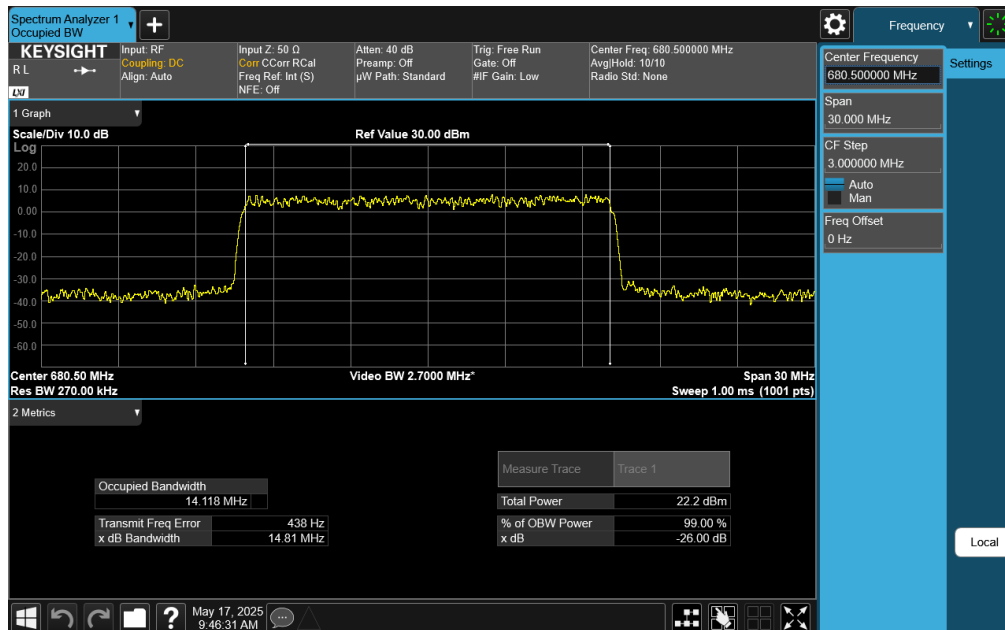 Spectrum Analyzer 1
Occupied BW
Frequency
KEYSIGHT
R L
LXI
Input: RF
Coupling: DC
Align: Auto
Input Z: 50 Ω
Corr CCorr RCal
Freq Ref: Int (S)
NFE: Off
Atten: 40 dB
Preamp: Off
µW Path: Standard
Trig: Free Run
Gate: Off
#IF Gain: Low
Center Freq: 680.500000 MHz
Avg|Hold: 10/10
Radio Std: None
Center Frequency
680.500000 MHz
Settings
Span
30.000 MHz
CF Step
3.000000 MHz
Auto
Man
Freq Offset
0 Hz
Local
1 Graph
Scale/Div 10.0 dB
Ref Value 30.00 dBm
Log
20.0
10.0
0.00
-10.0
-20.0
-30.0
-40.0
-50.0
-60.0
Center 680.50 MHz
Video BW 2.7000 MHz*
Span 30 MHz
Res BW 270.00 kHz
Sweep 1.00 ms (1001 pts)
2 Metrics
Measure Trace
Trace 1
Occupied Bandwidth
14.118 MHz
Total Power
22.2 dBm
Transmit Freq Error
438 Hz
% of OBW Power
99.00 %
x dB Bandwidth
14.81 MHz
x dB
-26.00 dB
?
May 17, 2025
9:46:31 AM